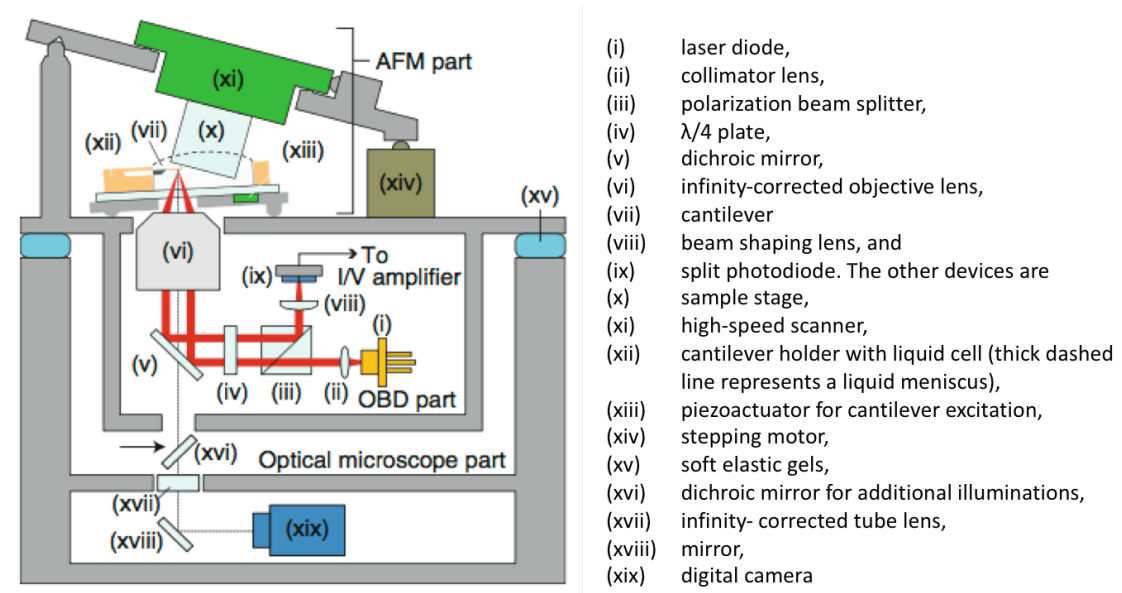 AFM part
(xi)
(x)
(vii)
(xii)
(xiii)
(xiv)
(xv)
(vi)
To
I/V amplifier
(ix)
(viii)
(i)
(v)
(iv)
(iii)
(ii)
OBD part
(xvi)
Optical microscope part
(xvii)
(xviii)
(xix)
(i) laser diode,
(ii) collimator lens,
(iii) polarization beam splitter,
(iv) λ/4 plate,
(v) dichroic mirror,
(vi) infinity-corrected objective lens,
(vii) cantilever
(viii) beam shaping lens, and
(ix) split photodiode. The other devices are
(x) sample stage,
(xi) high-speed scanner,
(xii) cantilever holder with liquid cell (thick dashed
line represents a liquid meniscus),
(xiii) piezoactuator for cantilever excitation,
(xiv) stepping motor,
(xv) soft elastic gels,
(xvi) dichroic mirror for additional illuminations,
(xvii) infinity- corrected tube lens,
(xviii) mirror,
(xix) digital camera